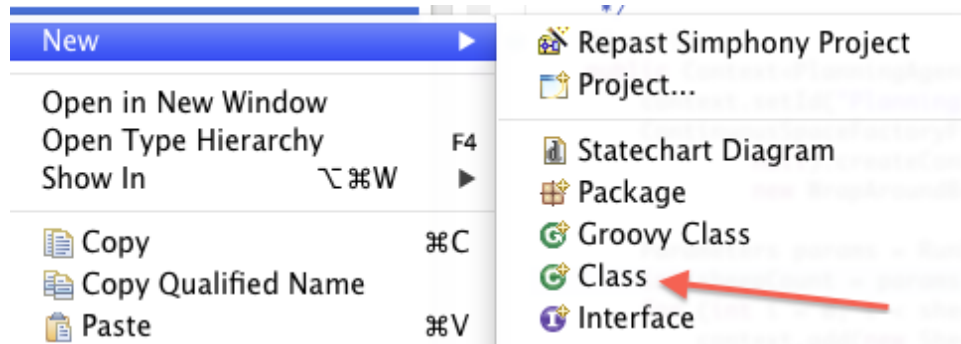 New
Open in New Window
Open Type Hierarchy F4
Show In ⌥⌘W
Copy ⌘C
Copy Qualified Name
Paste ⌘V
*/
Repast Simphony Project
Project...
Statechart Diagram
Package
Groovy Class
Class
Interface